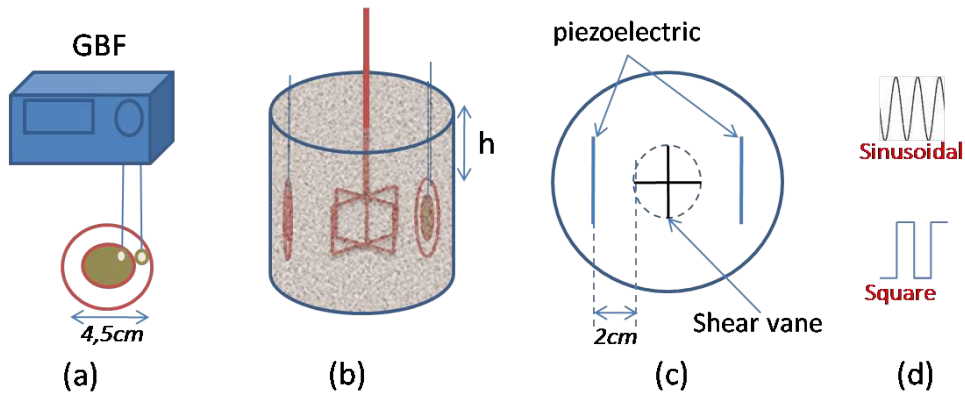 GBF
4,5cm
(a)
h
(b)
piezoelectric
2cm
Shear vane
(c)
Sinusoidal
Square
(d)